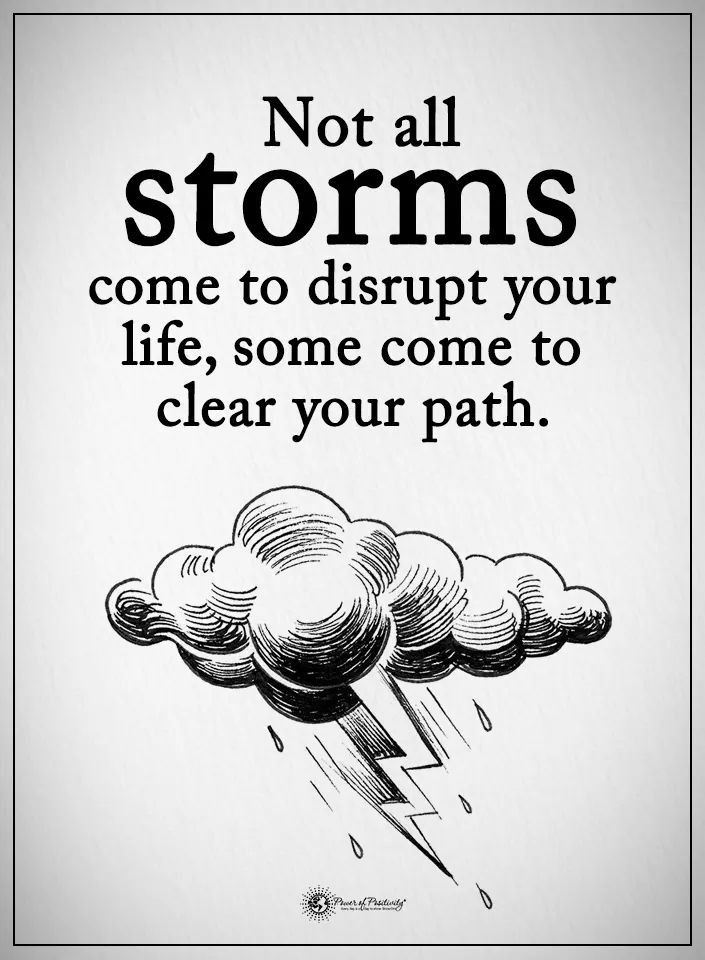 Not all
storms
come to disrupt your
life, some come to
clear your path.
Power of Positivity